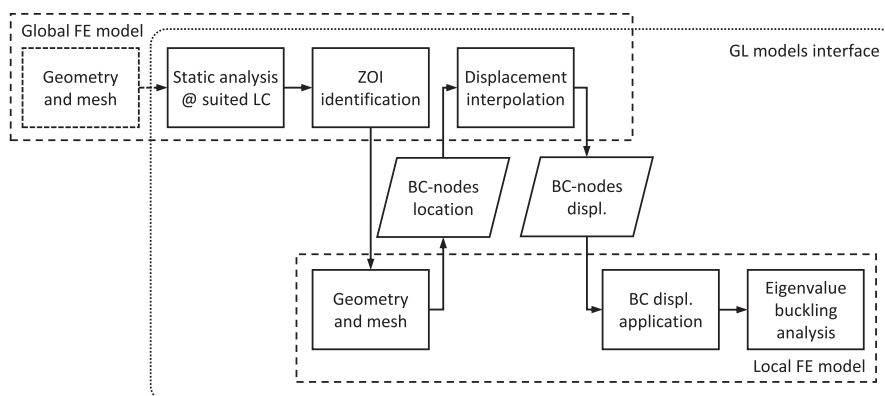 Global FE model
GL models interface
Geometry
and mesh
Static analysis
@ suited LC
ZOI
identification
Displacement
interpolation
BC-nodes
location
BC-nodes
displ.
Geometry
and mesh
BC displ.
application
Eigenvalue
buckling
analysis
Local FE model